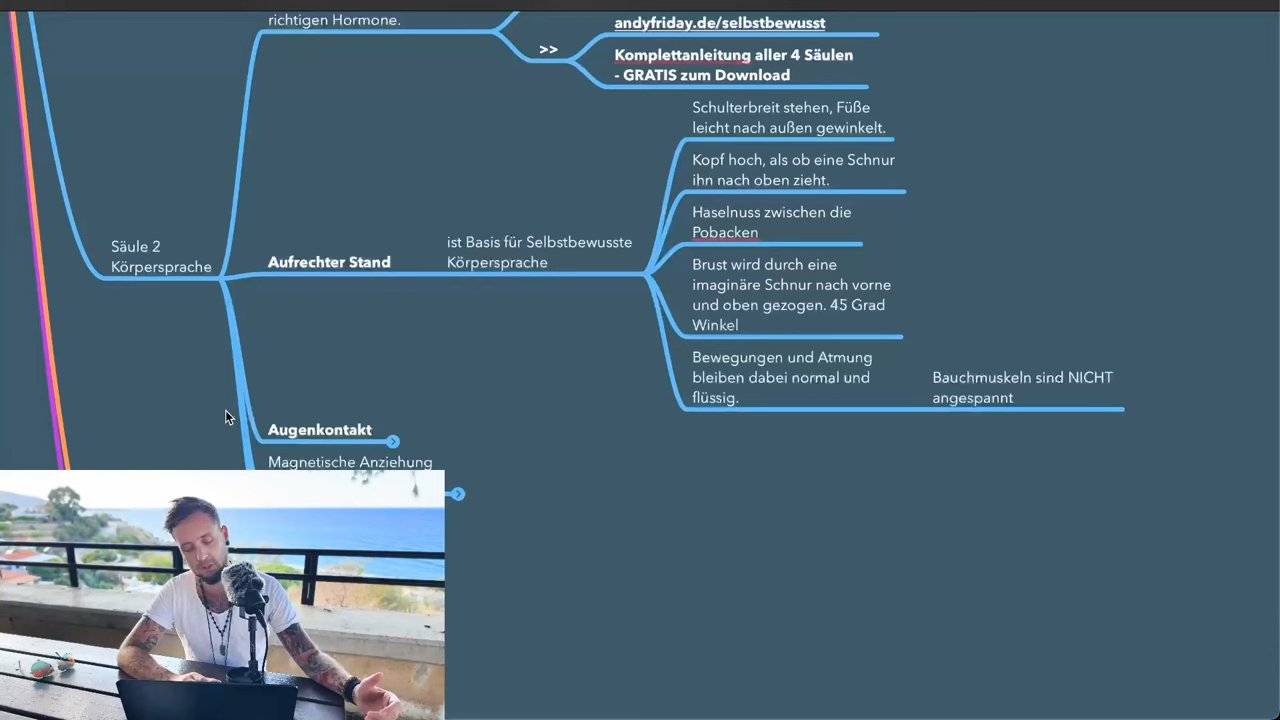 richtigen Hormone.
>>
andyfriday.de/selbstbewusst
Komplettanleitung aller 4 Säulen
- GRATIS zum Download
Säule 2
Körpersprache
Aufrechter Stand
ist Basis für Selbstbewusste
Körpersprache
Schulterbreit stehen, Füße
leicht nach außen gewinkelt.
Kopf hoch, als ob eine Schnur
ihn nach oben zieht.
Haselnuss zwischen die
Pobacken
Brust wird durch eine
imaginäre Schnur nach vorne
und oben gezogen. 45 Grad
Winkel
Bewegungen und Atmung
bleiben dabei normal und
flüssig.
Bauchmuskeln sind NICHT
angespannt
Augenkontakt
Magnetische Anziehung